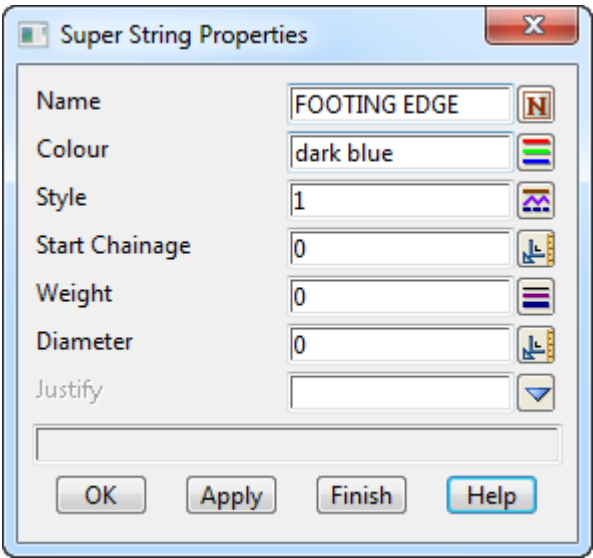 Super String Properties
Name FOOTING EDGE N
Colour dark blue
Style 1
Start Chainage 0
Weight 0
Diameter 0
Justify
OK Apply Finish Help